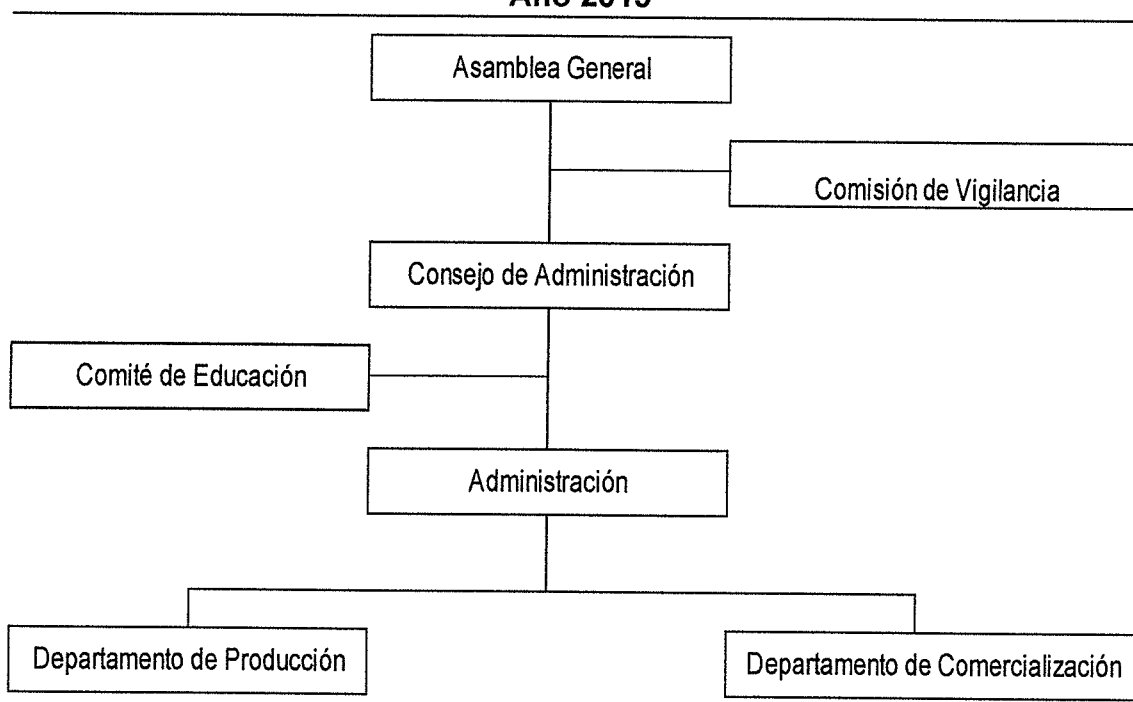 Asamblea General
Comisión de Vigilancia
Consejo de Administración
Comité de Educación
Administración
Departamento de Producción
Departamento de Comercialización